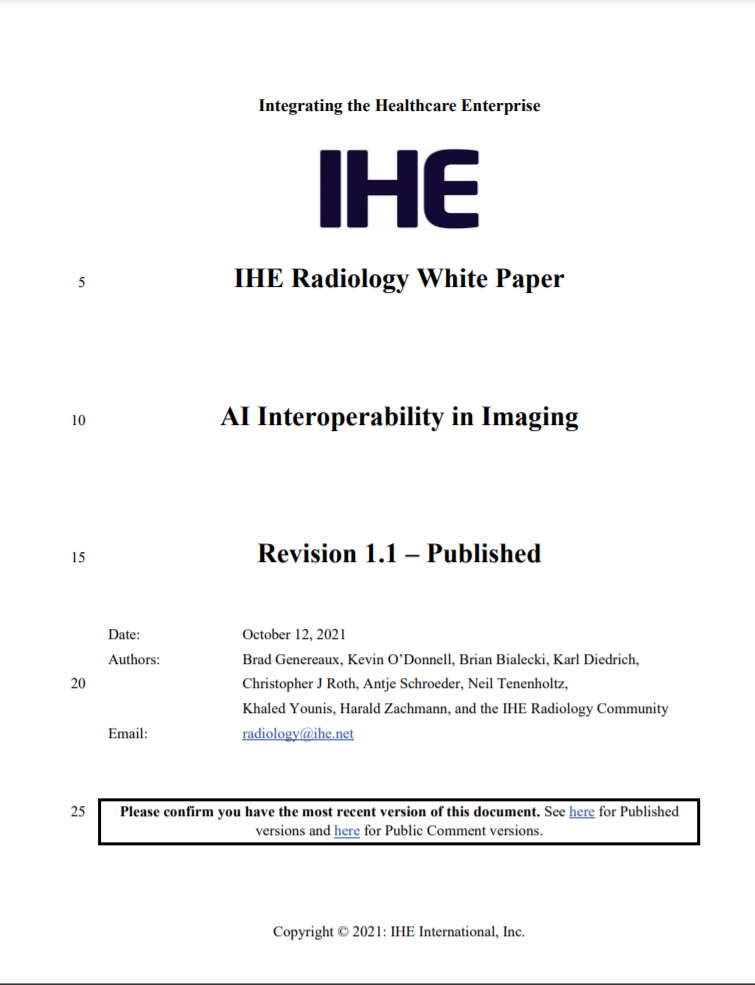 Integrating the Healthcare Enterprise
IHE
5 IHE Radiology White Paper
10 AI Interoperability in Imaging
15 Revision 1.1 – Published
Date: October 12, 2021
Authors: Brad Genereaux, Kevin O’Donnell, Brian Bialecki, Karl Diedrich,
20 Christopher J Roth, Antje Schroeder, Neil Tenenholtz,
Khaled Younis, Harald Zachmann, and the IHE Radiology Community
Email: radiology@ihe.net
25 Please confirm you have the most recent version of this document. See here for Published
versions and here for Public Comment versions.
Copyright © 2021: IHE International, Inc.